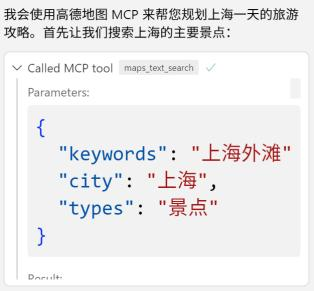 我会使用高德地图 MCP 来帮您规划上海一天的旅游
攻略。首先让我们搜索上海的主要景点：
Called MCP tool maps_text_search
Parameters:
{
"keywords": "上海外滩"
"city": "上海",
"types": "景点"
}
Result: